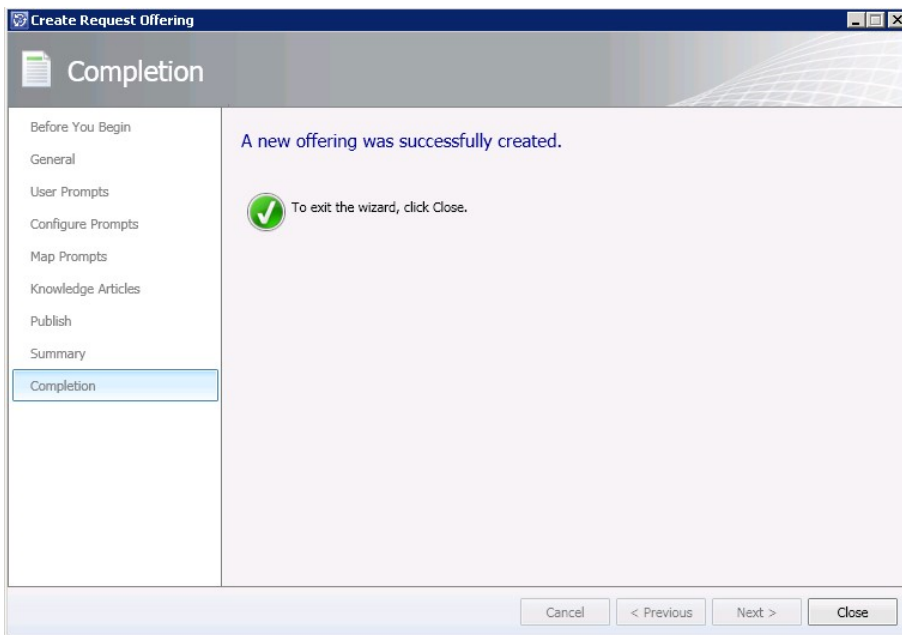 Create Request Offering
Completion
Before You Begin
General
User Prompts
Configure Prompts
Map Prompts
Knowledge Articles
Publish
Summary
Completion
A new offering was successfully created.
To exit the wizard, click Close.
Cancel
< Previous
Next >
Close